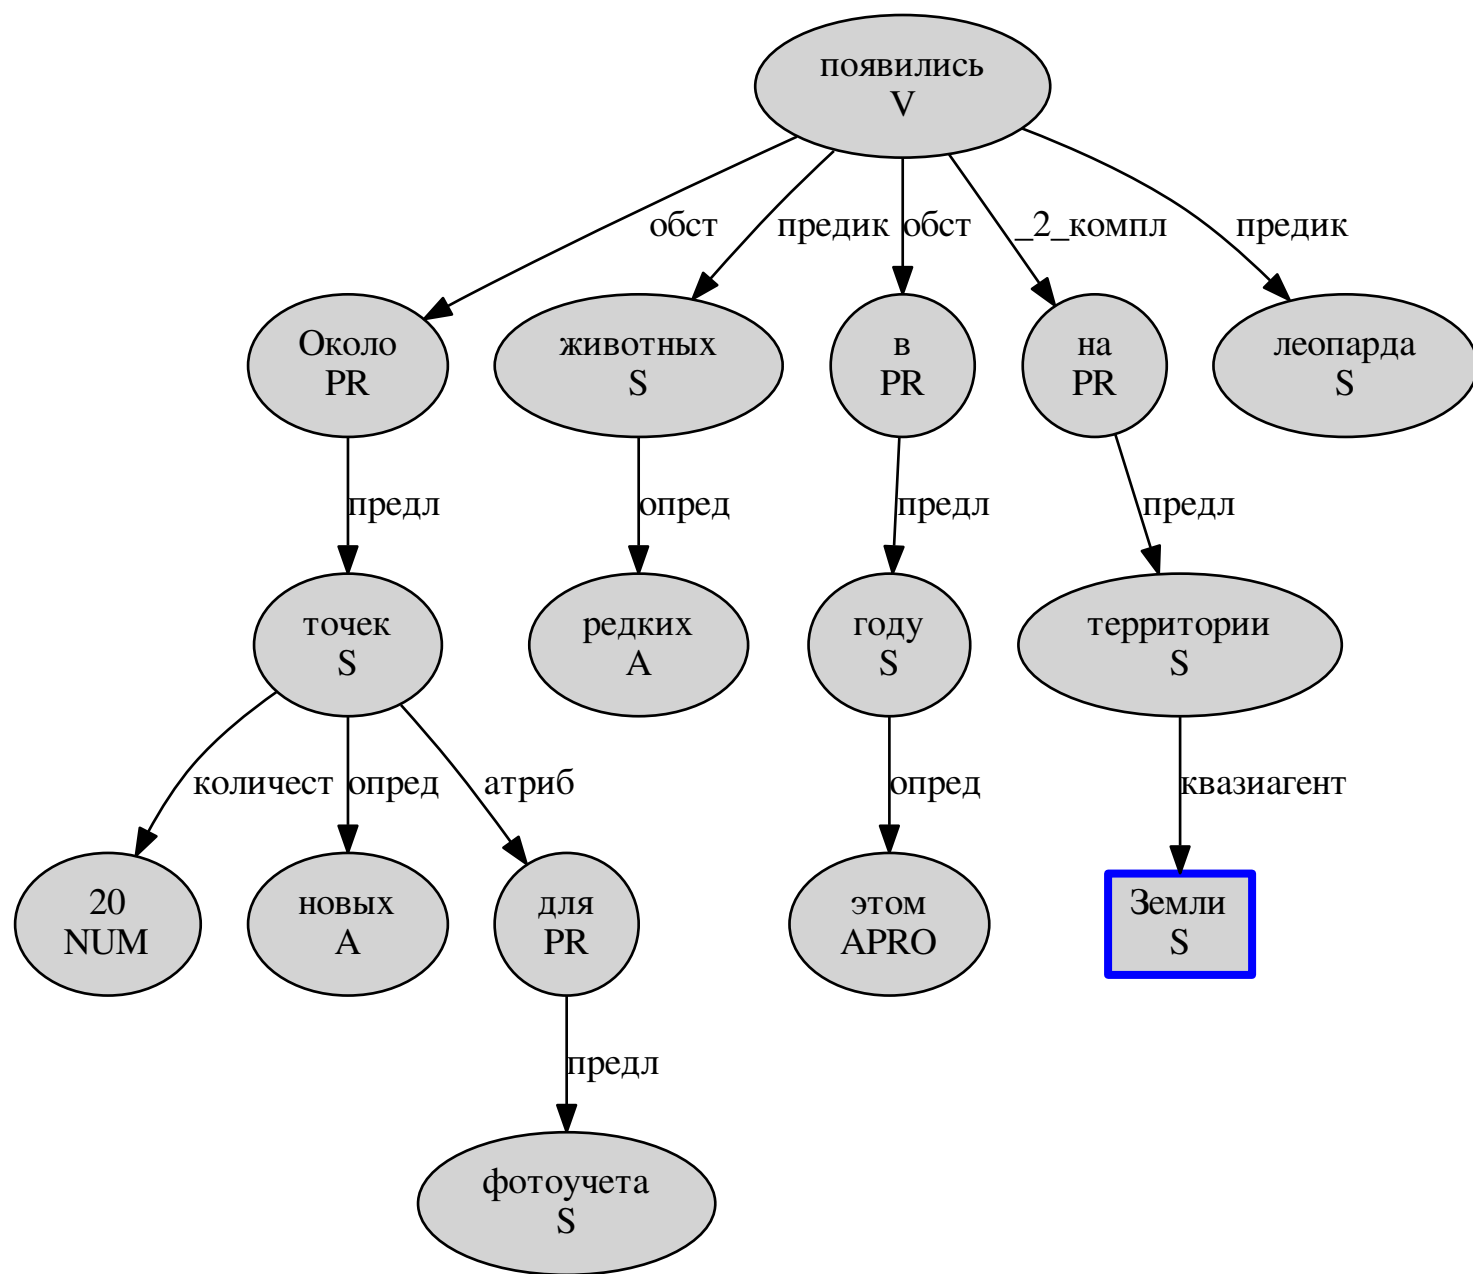 появились
V
обст
предик
обст
_2_компл
предик
Около
PR
животных
S
в
PR
на
PR
леопарда
S
предл
опред
предл
предл
точек
S
редких
A
году
S
территории
S
количест
опред
атриб
опред
квазиагент
20
NUM
новых
A
для
PR
этом
APRO
Земли
S
предл
фотоучета
S